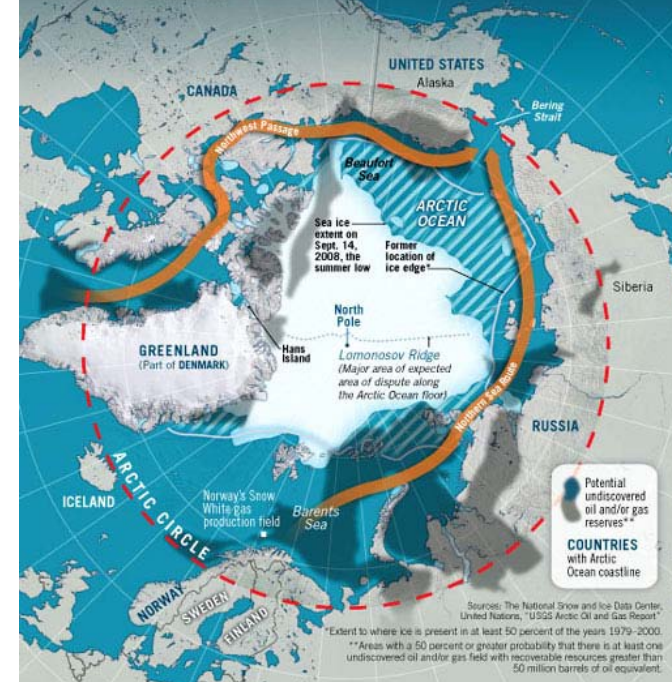 UNITED STATES
Alaska
CANADA
Bering
Strait
Northwest Passage
Beaufort
Sea
ARCTIC
OCEAN
Sea ice
extent on
Sept. 14,
2008, the
summer low
Former
location of
ice edge*
Siberia
North
Pole
Hans
Island
GREENLAND
(Part of DENMARK)
Lomonosov Ridge
(Major area of expected
area of dispute along
the Arctic Ocean floor)
Northern Sea Route
RUSSIA
ARCTIC CIRCLE
ICELAND
Norway's Snow
White gas
production field
Barents
Sea
Potential
undiscovered
oil and/or gas
reserves**
COUNTRIES
with Arctic
Ocean coastline
NORWAY
SWEDEN
FINLAND
Sources: The National Snow and Ice Data Center,
United Nations, "USGS Arctic Oil and Gas Report"
*Extent to where ice is present in at least 50 percent of the years 1979–2000.
**Areas with a 50 percent or greater probability that there is at least one
undiscovered oil and/or gas field with recoverable resources greater than
50 million barrels of oil equivalent.